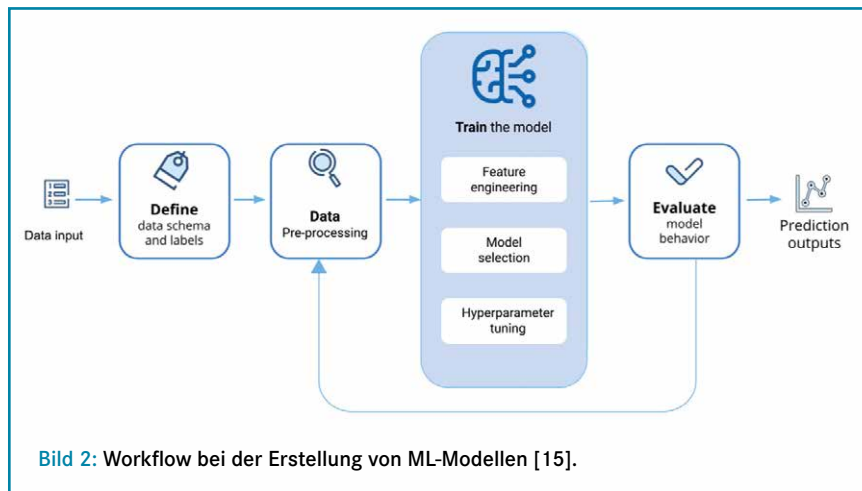 Data input
Define
data schema
and labels
Data
Pre-processing
Train the model
Feature
engineering
Model
selection
Hyperparameter
tuning
Evaluate
model
behavior
Prediction
outputs
Bild 2: Workflow bei der Erstellung von ML-Modellen [15].